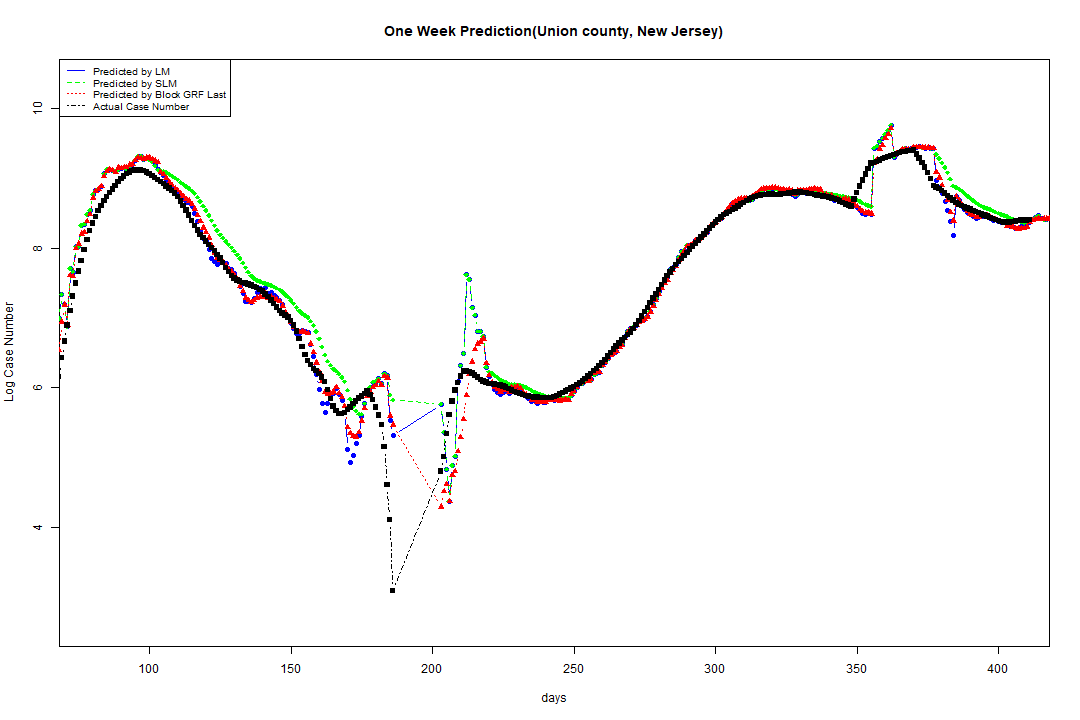 One Week Prediction(Union county, New Jersey)
Predicted by LM
Predicted by SLM
Predicted by Block GRF Last
Actual Case Number
Log Case Number
10
8
6
4
100 150 200 250 300 350 400
days